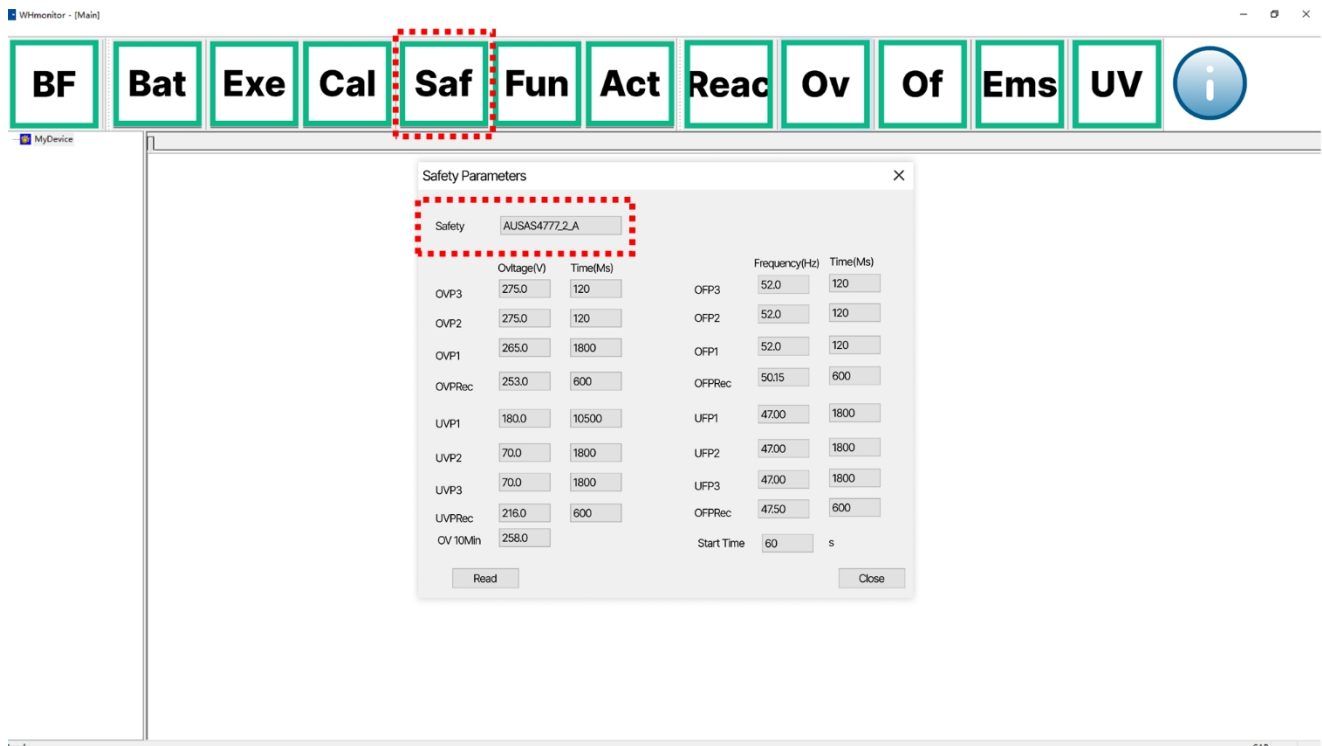 WHmonitor - [Main]
BF Bat Exe Cal Saf Fun Act Reac Ov Of Ems UV i
MyDevice
Safety Parameters
Safety AUSAS4777_2_A
Ovltage(V) Time(Ms) Frequency(Hz) Time(Ms)
OVP3 275.0 120 OFP3 52.0 120
OVP2 275.0 120 OFP2 52.0 120
OVP1 265.0 1800 OFP1 52.0 120
OVPRec 253.0 600 OFPRec 50.15 600
UVP1 180.0 10500 UFP1 47.00 1800
UVP2 70.0 1800 UFP2 47.00 1800
UVP3 70.0 1800 UFP3 47.00 1800
UVPRec 216.0 600 OFPRec 47.50 600
OV 10Min 258.0 Start Time 60 s
Read Close